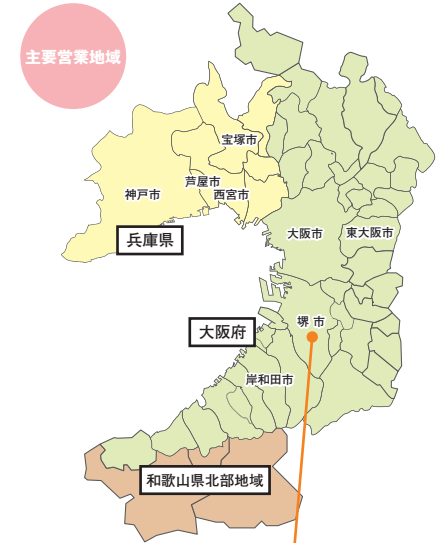 主要営業地域
宝塚市
芦屋市
神戸市
西宮市
兵庫県
大阪市
東大阪市
堺 市
大阪府
岸和田市
和歌山県北部地域